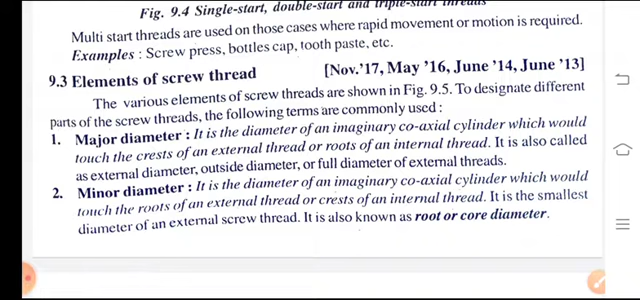 Fig. 9.4 Single-start, double-start and triple-start threads
Multi start threads are used on those cases where rapid movement or motion is required.
Examples : Screw press, bottles cap, tooth paste, etc.
9.3 Elements of screw thread [Nov.'17, May '16, June '14, June '13]
The various elements of screw threads are shown in Fig. 9.5. To designate different
parts of the screw threads, the following terms are commonly used :
1. Major diameter : It is the diameter of an imaginary co-axial cylinder which would
touch the crests of an external thread or roots of an internal thread. It is also called
as external diameter, outside diameter, or full diameter of external threads.
2. Minor diameter : It is the diameter of an imaginary co-axial cylinder which would
touch the roots of an external thread or crests of an internal thread. It is the smallest
diameter of an external screw thread. It is also known as root or core diameter.